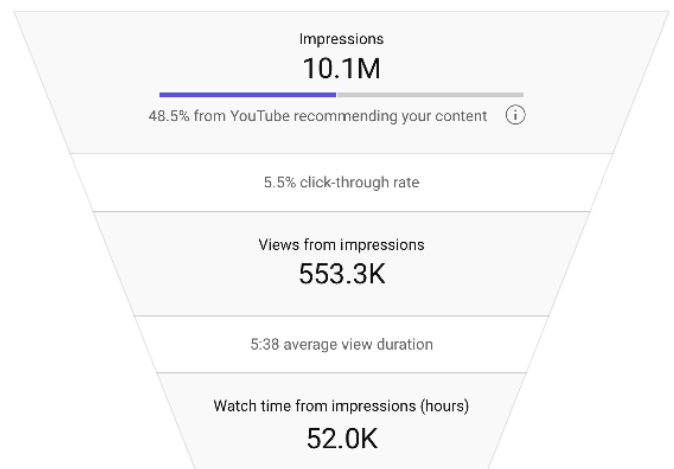 Impressions
10.1M
48.5% from YouTube recommending your content
5.5% click-through rate
Views from impressions
553.3K
5:38 average view duration
Watch time from impressions (hours)
52.0K